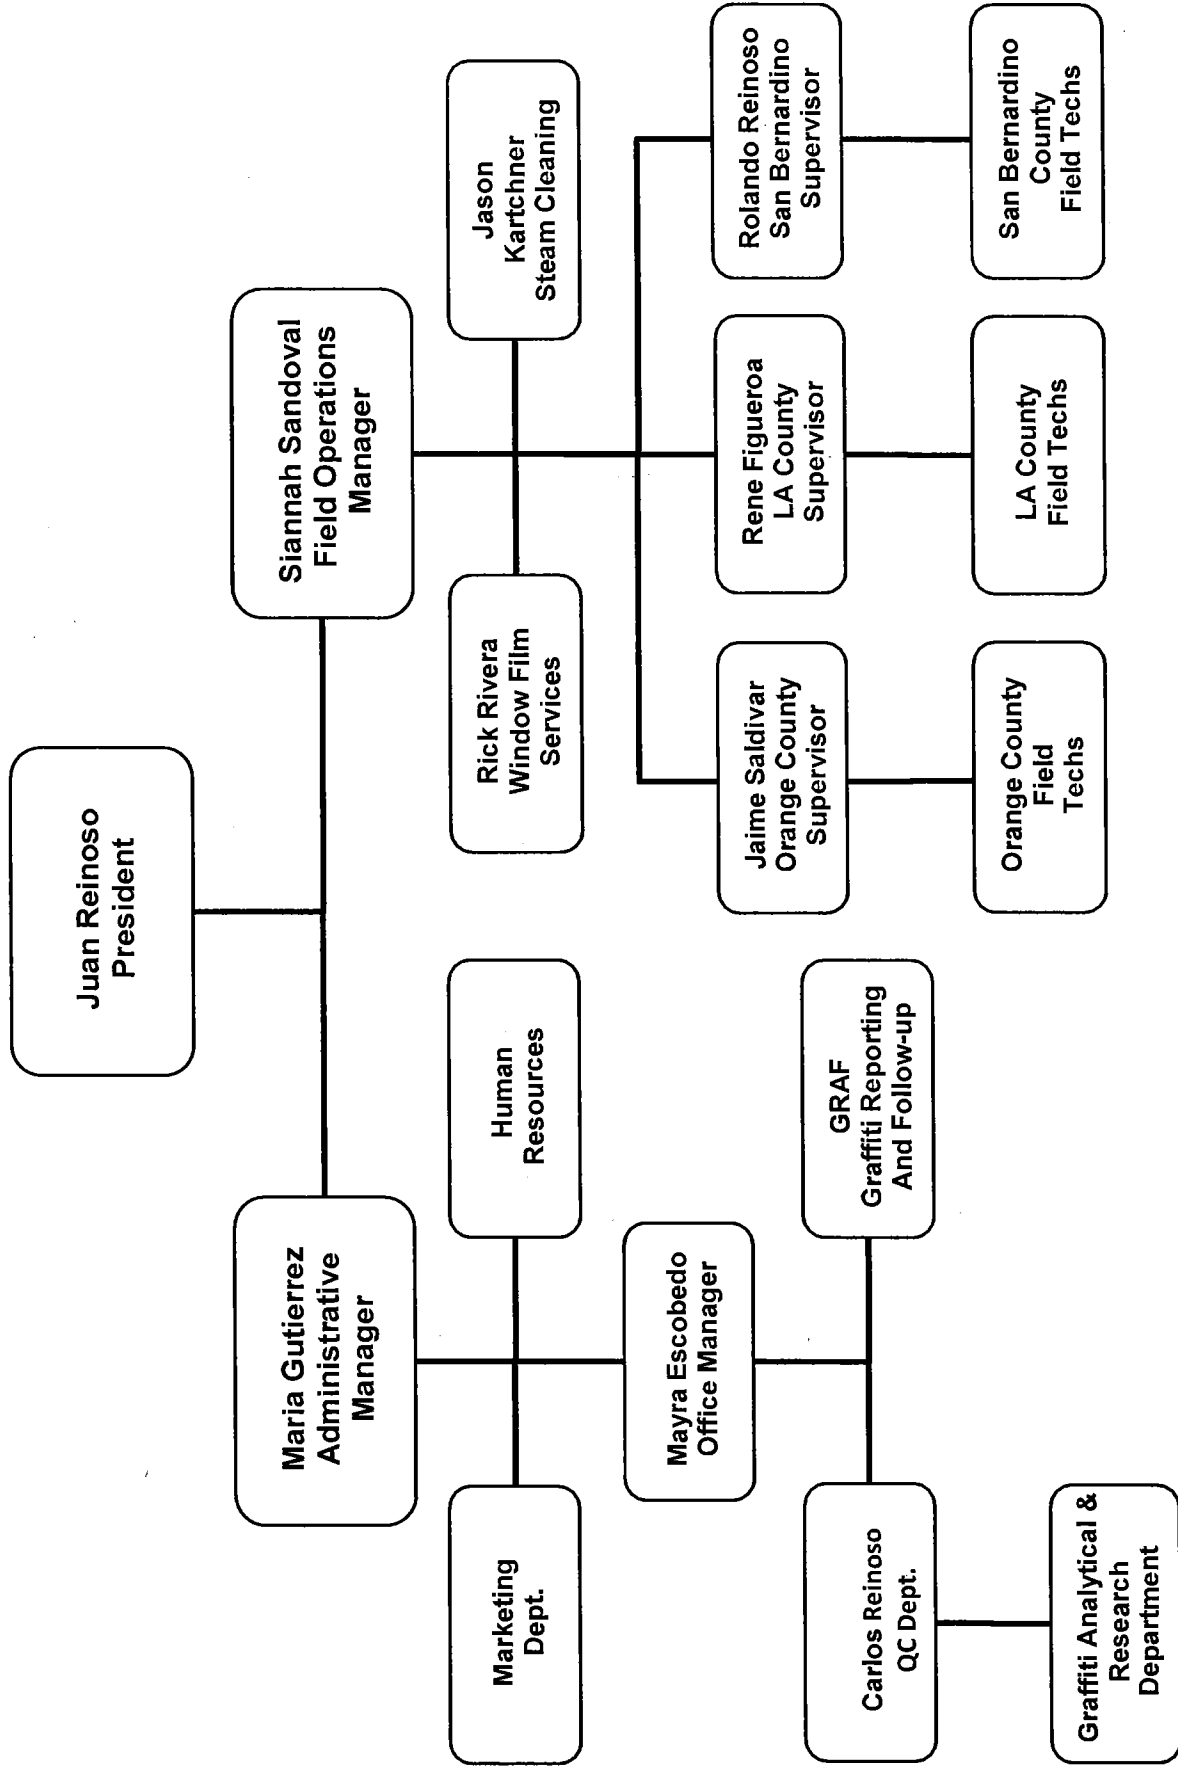 Juan Reinoso
President
Maria Gutierrez
Administrative
Manager
Siannah Sandoval
Field Operations
Manager
Marketing
Dept.
Human
Resources
Rick Rivera
Window Film
Services
Jason
Kartchner
Steam Cleaning
Mayra Escobedo
Office Manager
Jaime Saldivar
Orange County
Supervisor
Rene Figueroa
LA County
Supervisor
Rolando Reinoso
San Bernardino
Supervisor
Carlos Reinoso
QC Dept.
GRAF
Graffiti Reporting
And Follow-up
Orange County
Field
Techs
LA County
Field Techs
San Bernardino
County
Field Techs
Graffiti Analytical &
Research
Department